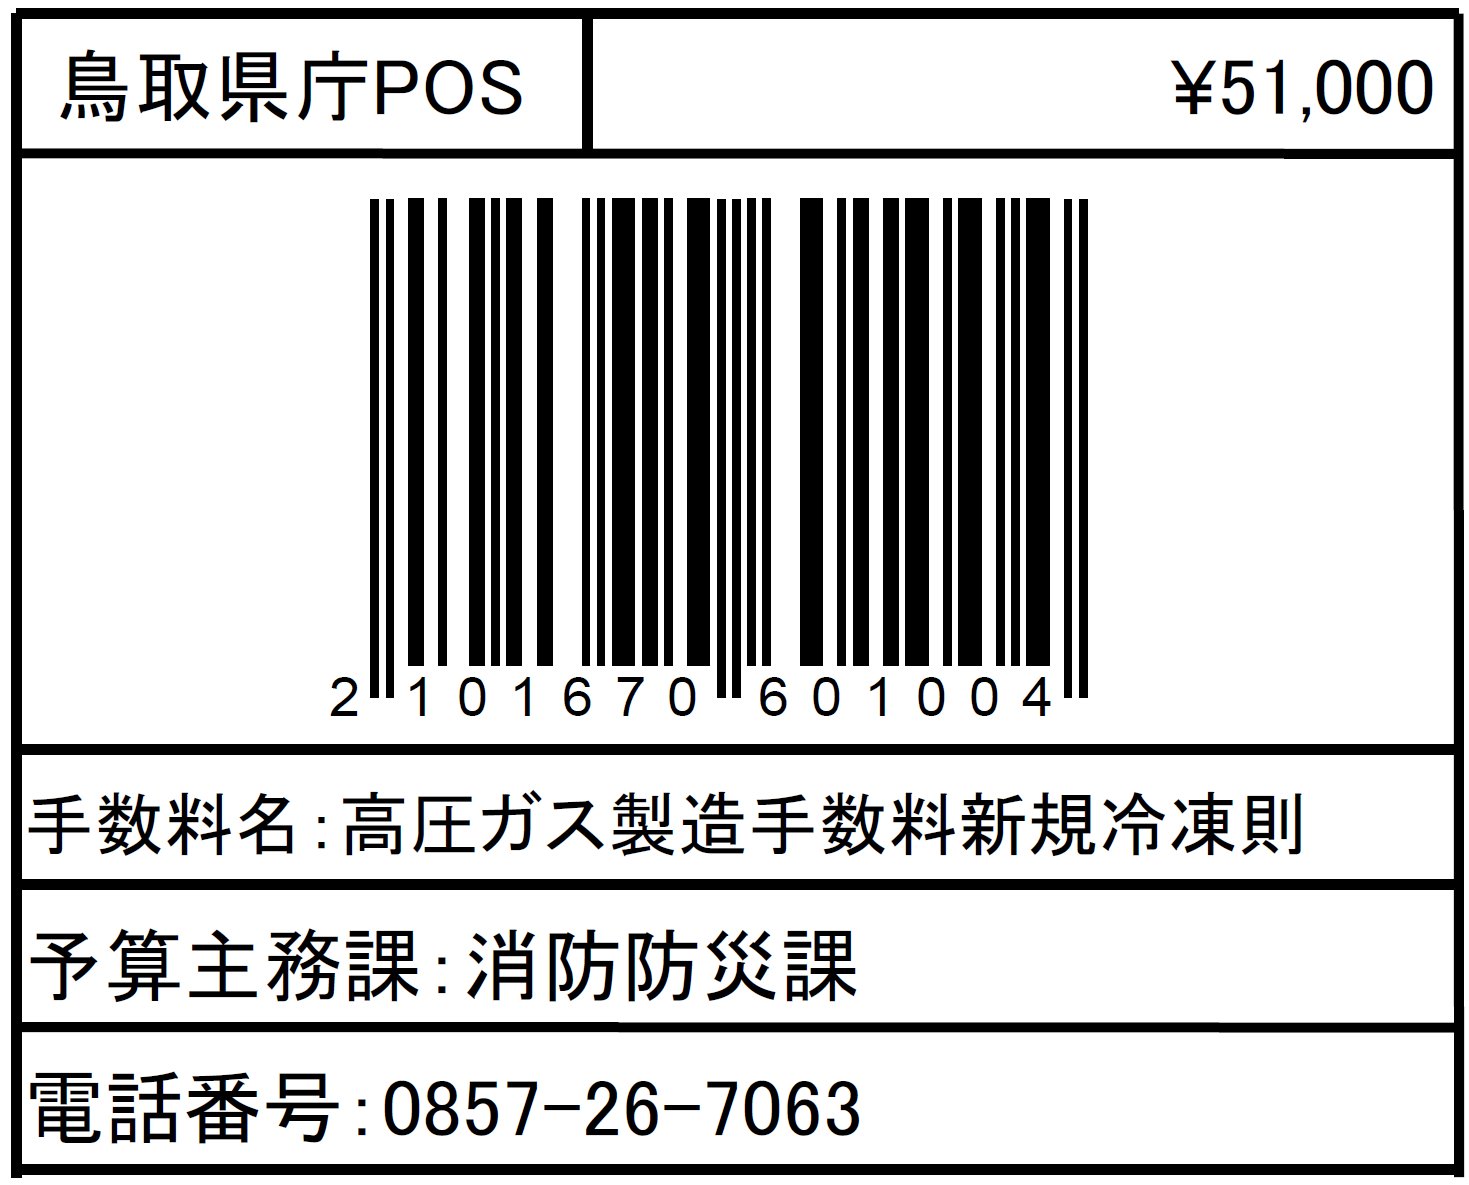 鳥取県庁POS ¥51,000
2 101670 601004
手数料名：高圧ガス製造手数料新規冷凍則
予算主務課：消防防災課
電話番号：0857-26-7063